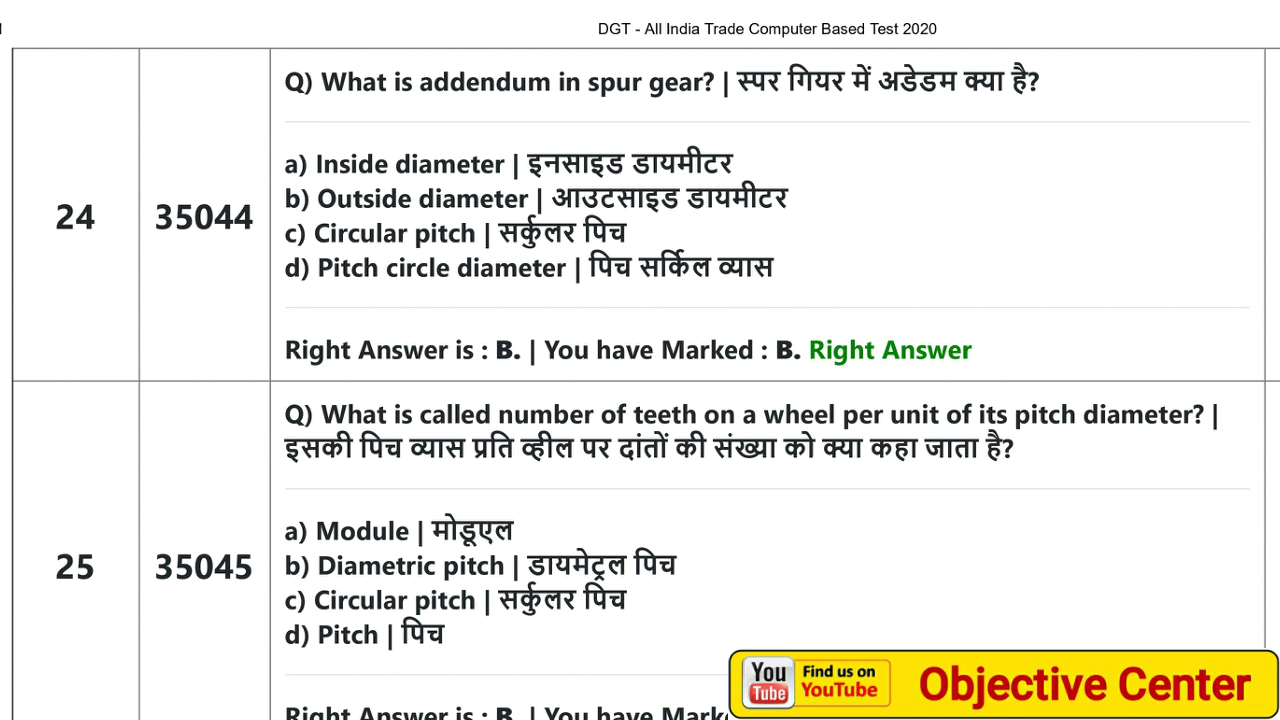 DGT - All India Trade Computer Based Test 2020
Q) What is addendum in spur gear? | स्पर गियर में अडेडम क्या है?
a) Inside diameter | इनसाइड डायमीटर
b) Outside diameter | आउटसाइड डायमीटर
24 35044
c) Circular pitch | सर्कुलर पिच
d) Pitch circle diameter | पिच सर्किल व्यास
Right Answer is : B. | You have Marked : B. Right Answer
Q) What is called number of teeth on a wheel per unit of its pitch diameter? |
इसकी पिच व्यास प्रति व्हील पर दांतों की संख्या को क्या कहा जाता है?
a) Module | मोडूएल
25 35045
b) Diametric pitch | डायमेट्रल पिच
c) Circular pitch | सर्कुलर पिच
d) Pitch | पिच
Right Answer is : B. | You have
You Tube Find us on YouTube Objective Center